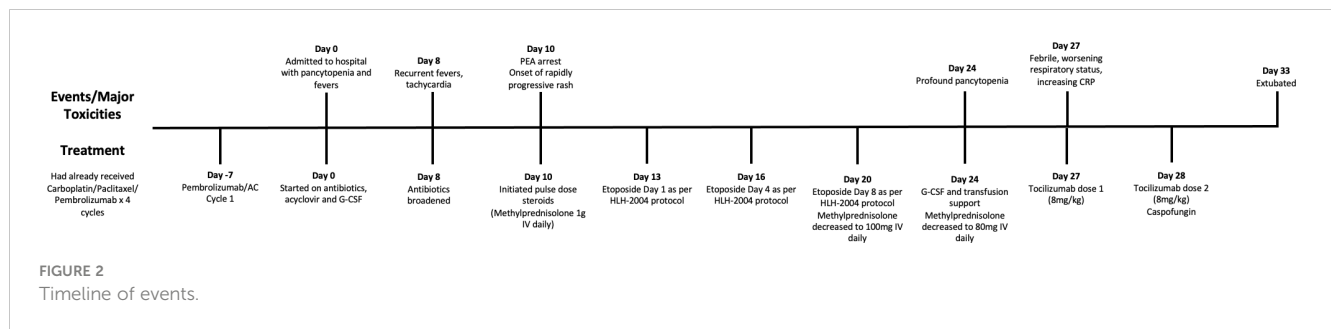 Day 0
Admitted to hospital
with pancytopenia and
fevers
Day 8
Recurrent fevers,
tachycardia
Day 10
PEA arrest
Onset of rapidly
progressive rash
Day 24
Profound pancytopenia
Day 27
Febrile, worsening
respiratory status,
increasing CRP
Day 33
Extubated
Events/Major
Toxicities
Treatment
Had already received
Carboplatin/Paclitaxel/
Pembrolizumab x 4
cycles
Day -7
Pembrolizumab/AC
Cycle 1
Day 0
Started on antibiotics,
acyclovir and G-CSF
Day 8
Antibiotics
broadened
Day 10
Initiated pulse dose
steroids
(Methylprednisolone 1g
IV daily)
Day 13
Etoposide Day 1 as per
HLH-2004 protocol
Day 16
Etoposide Day 4 as per
HLH-2004 protocol
Day 20
Etoposide Day 8 as per
HLH-2004 protocol
Methylprednisolone
decreased to 100mg IV
daily
Day 24
G-CSF and transfusion
support
Methylprednisolone
decreased to 80mg IV
daily
Day 27
Tocilizumab dose 1
(8mg/kg)
Day 28
Tocilizumab dose 2
(8mg/kg)
Caspofungin
FIGURE 2
Timeline of events.